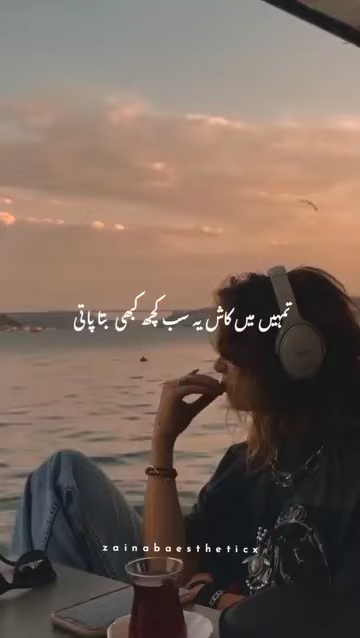 تمہیں میں کاش یہ سب کچھ کبھی بتا پاتی
zainabaestheticx